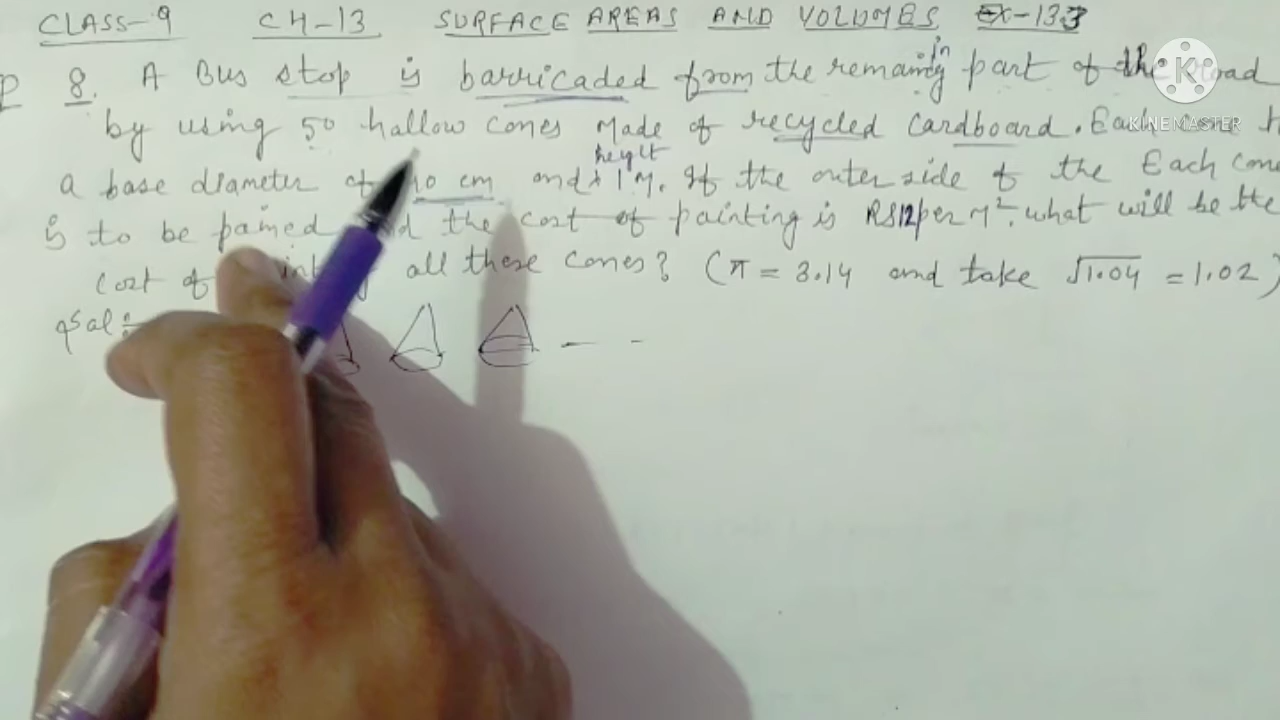 CLASS-9 CH-13 SURFACE AREAS AND VOLUMES EX-133
8. A Bus stop is barricaded from the remaining part of the Road
by using 50 hallow cones Made of recycled cardboard. Each
a base diameter of 40 cm and height 1 M. If the outer side of the Each cone
is to be pained the cost of painting is RS12 per M². what will be the
cost of all these cones? (π = 3.14 and take √1.04 = 1.02)
Sol:
KINEMASTER